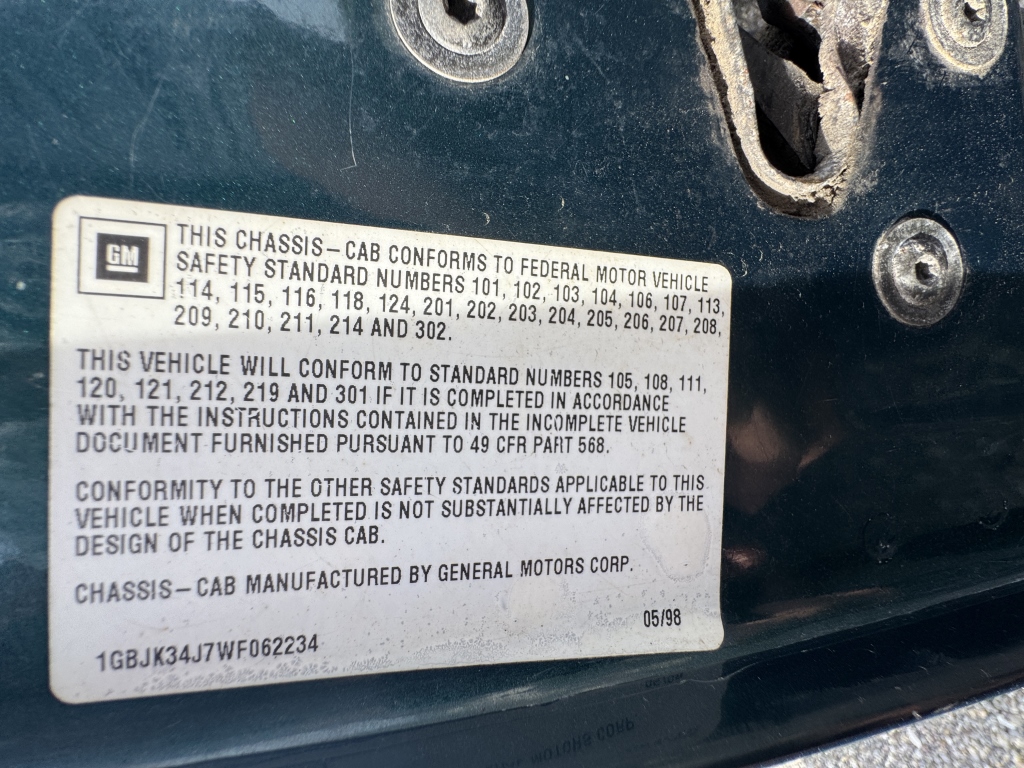 GM
THIS CHASSIS-CAB CONFORMS TO FEDERAL MOTOR VEHICLE
SAFETY STANDARD NUMBERS 101, 102, 103, 104, 106, 107, 113,
114, 115, 116, 118, 124, 201, 202, 203, 204, 205, 206, 207, 208,
209, 210, 211, 214 AND 302.
THIS VEHICLE WILL CONFORM TO STANDARD NUMBERS 105, 108, 111,
120, 121, 212, 219 AND 301 IF IT IS COMPLETED IN ACCORDANCE
WITH THE INSTRUCTIONS CONTAINED IN THE INCOMPLETE VEHICLE
DOCUMENT FURNISHED PURSUANT TO 49 CFR PART 568.
CONFORMITY TO THE OTHER SAFETY STANDARDS APPLICABLE TO THIS
VEHICLE WHEN COMPLETED IS NOT SUBSTANTIALLY AFFECTED BY THE
DESIGN OF THE CHASSIS CAB.
CHASSIS-CAB MANUFACTURED BY GENERAL MOTORS CORP.
05/98
1GBJK34J7WF062234